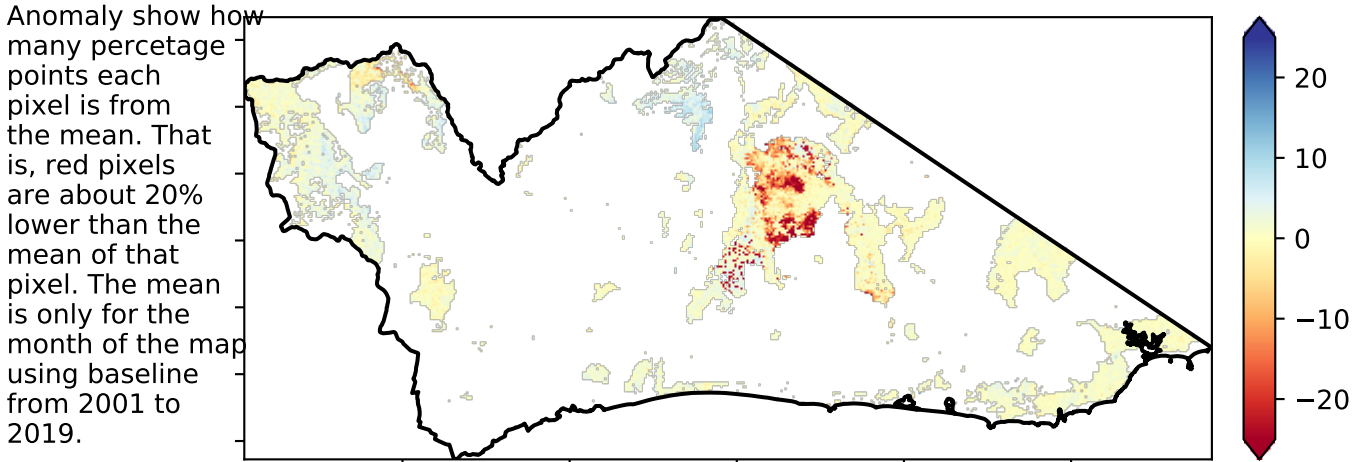 Anomaly show how
many percetage
points each
pixel is from
the mean. That
is, red pixels
are about 20%
lower than the
mean of that
pixel. The mean
is only for the
month of the map
using baseline
from 2001 to
2019.
20
10
0
−10
−20